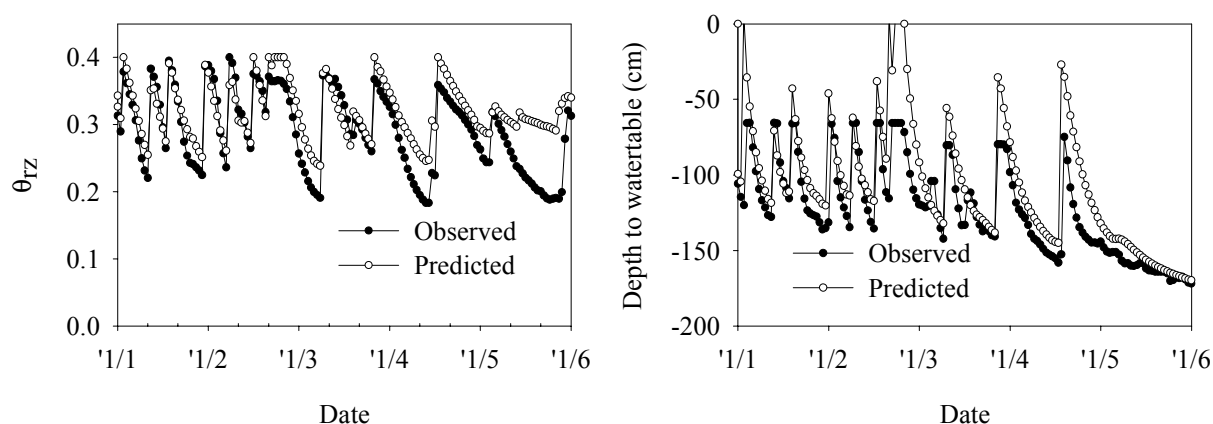 0.4
0.3
0.2
0.1
0.0
θrz
Observed
Predicted
'1/1
'1/2
'1/3
'1/4
'1/5
'1/6
Date
0
-50
-100
-150
-200
Depth to watertable (cm)
Observed
Predicted
'1/1
'1/2
'1/3
'1/4
'1/5
'1/6
Date